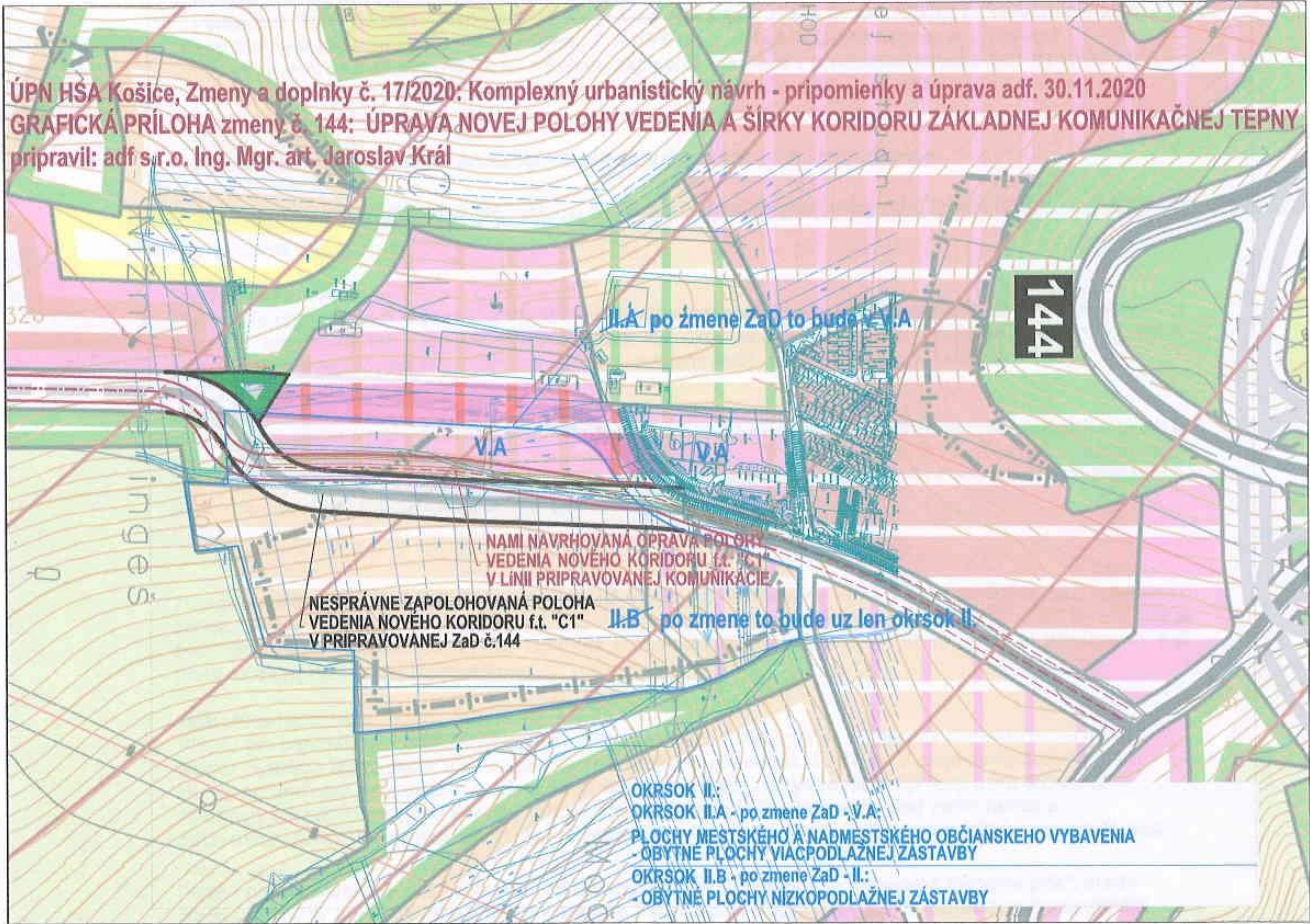 ÚPN HSA Košice, Zmeny a doplnky č. 17/2020: Komplexný urbanistický návrh - pripomienky a úprava adf. 30.11.2020
GRAFICKÁ PRÍLOHA zmeny č. 144: ÚPRAVA NOVEJ POLOHY VEDENIA A ŠÍRKY KORIDORU ZÁKLADNEJ KOMUNIKAČNEJ TEPNY
pripravil: adf s.r.o. Ing. Mgr. art. Jaroslav Král
320
144
II.A po zmene ZaD to bude V.A
V.A
V.A
NAMI NAVRHOVANÁ OPRAVA POLOHY
VEDENIA NOVÉHO KORIDORU f.t. "C1"
V LÍNII PRIPRAVOVANEJ KOMUNIKÁCIE
NESPRÁVNE ZAPOLOHOVANÁ POLOHA
VEDENIA NOVÉHO KORIDORU f.t. "C1"
V PRIPRAVOVANEJ ZaD č.144
II.B po zmene to bude uz len okrsok II.
OKRSOK II.:
OKRSOK II.A - po zmene ZaD - V.A:
PLOCHY MESTSKÉHO A NADMESTSKÉHO OBČIANSKEHO VYBAVENIA
- OBYTNÉ PLOCHY VIACPODLAŽNEJ ZÁSTAVBY
OKRSOK II.B - po zmene ZaD - II.:
- OBYTNÉ PLOCHY NÍZKOPODLAŽNEJ ZÁSTAVBY